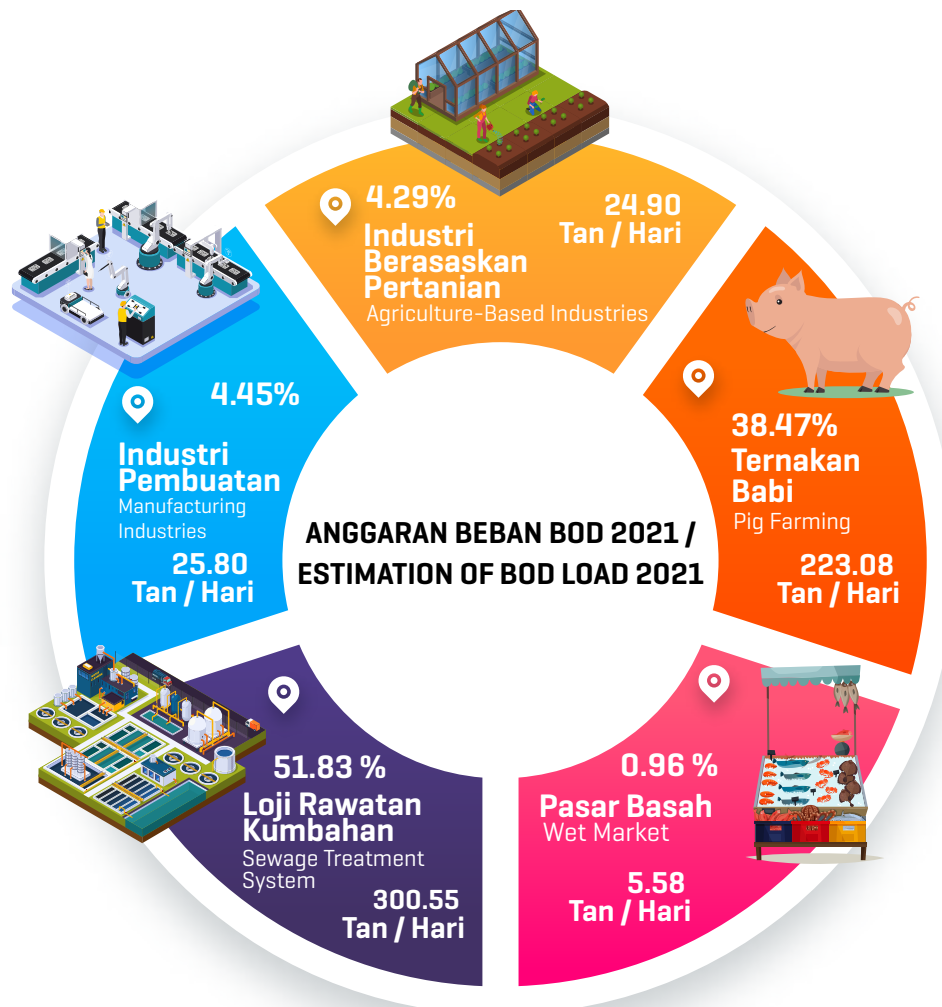 4.29%
Industri
Berasaskan
Pertanian
Agriculture-Based Industries
24.90
Tan / Hari
38.47%
Ternakan
Babi
Pig Farming
223.08
Tan / Hari
4.45%
Industri
Pembuatan
Manufacturing
Industries
25.80
Tan / Hari
ANGGARAN BEBAN BOD 2021 /
ESTIMATION OF BOD LOAD 2021
51.83 %
Loji Rawatan
Kumbahan
Sewage Treatment
System
300.55
Tan / Hari
0.96 %
Pasar Basah
Wet Market
5.58
Tan / Hari